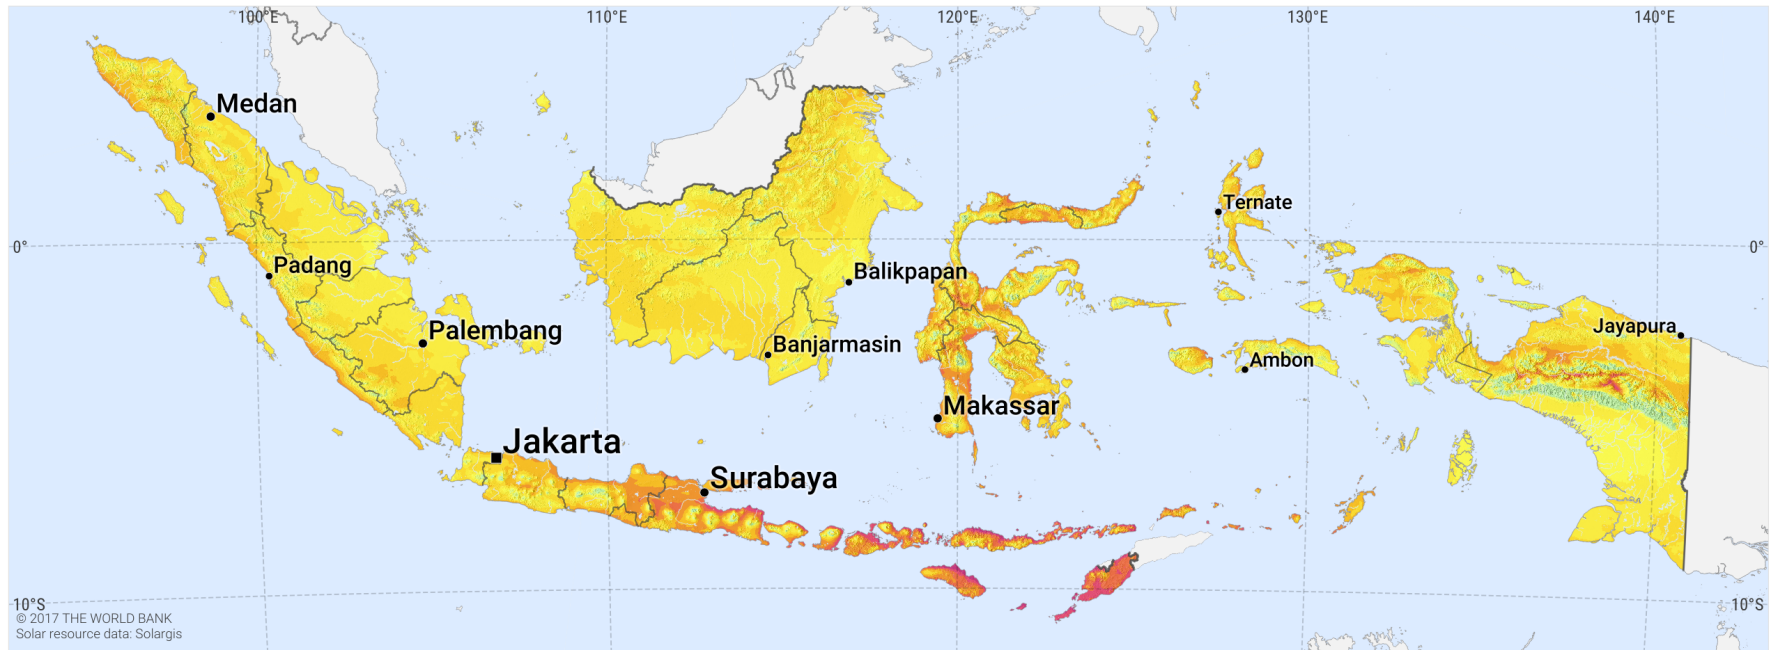 100°E
110°E
120°E
130°E
140°E
Medan
Ternate
0°
0°
Padang
Balikpapan
Palembang
Jayapura
Banjarmasin
Ambon
Makassar
Jakarta
Surabaya
10°S
10°S
© 2017 THE WORLD BANK
Solar resource data: Solargis